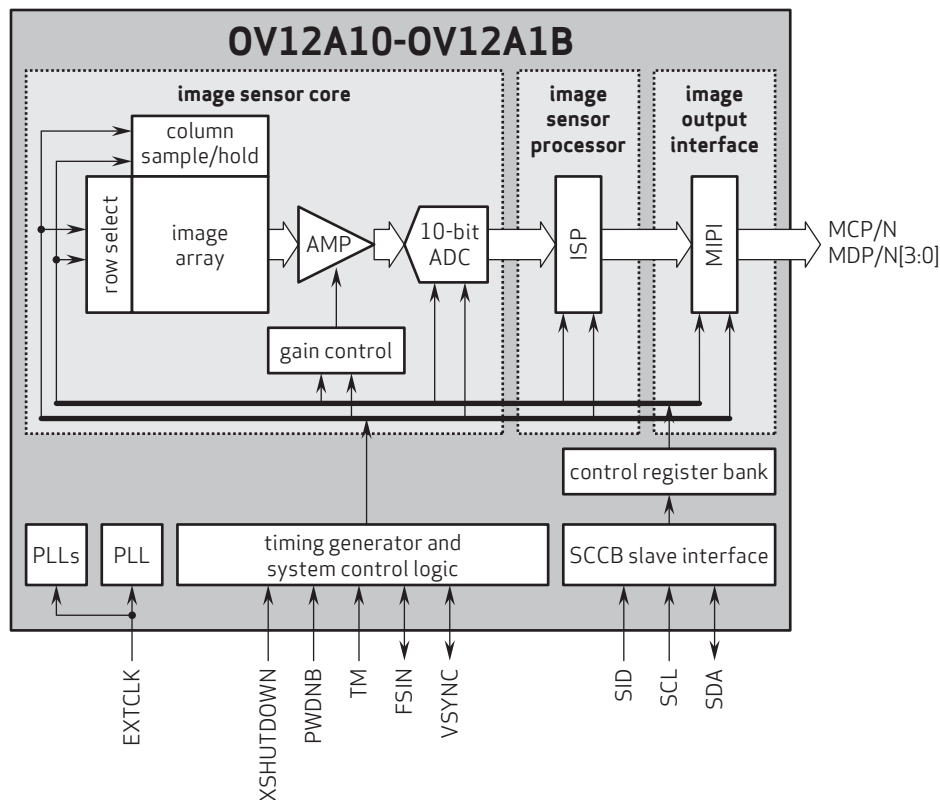 OV12A10-OV12A1B
image sensor core
image
sensor
processor
image
output
interface
column
sample/hold
row select
image
array
AMP
10-bit
ADC
ISP
MIPI
MCP/N
MDP/N[3:0]
gain control
control register bank
PLLs
PLL
timing generator and
system control logic
SCCB slave interface
EXTCLK
XSHUTDOWN
PWDNB
TM
FSIN
VSYNC
SID
SCL
SDA